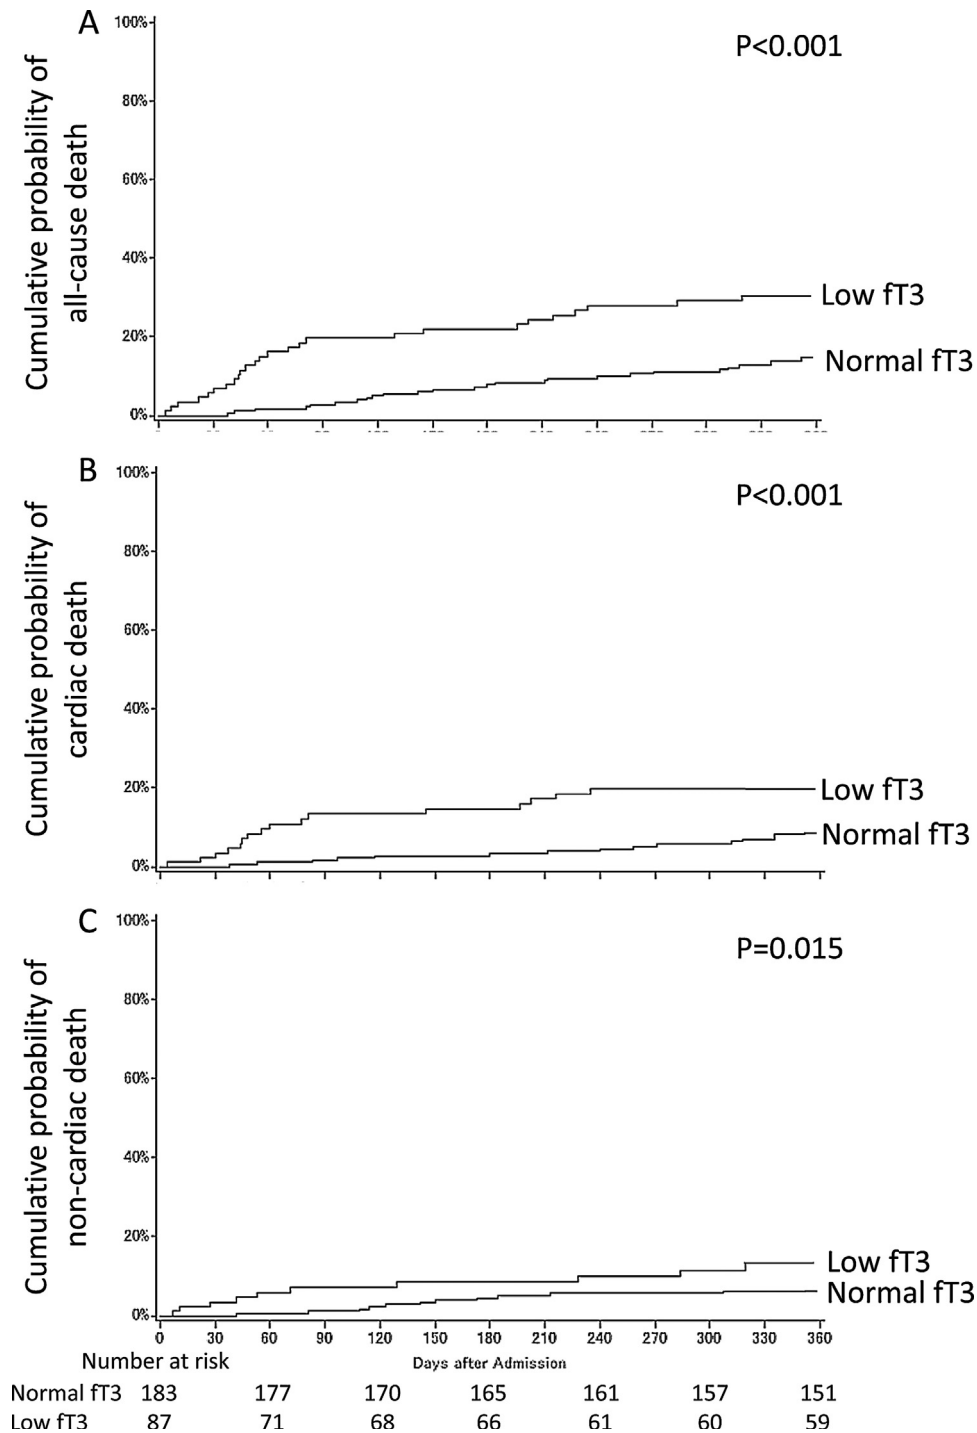 A
100%
P<0.001
80%
60%
40%
20%
0%
Cumulative probability of
all-cause death
Low fT3
Normal fT3
B
100%
P<0.001
80%
60%
40%
20%
0%
Cumulative probability of
cardiac death
Low fT3
Normal fT3
C
100%
P=0.015
80%
60%
40%
20%
0%
Cumulative probability of
non-cardiac death
Low fT3
Normal fT3
0 30 60 90 120 150 180 210 240 270 300 330 360
Number at risk
Days after Admission
Normal fT3 183 177 170 165 161 157 151
Low fT3 87 71 68 66 61 60 59